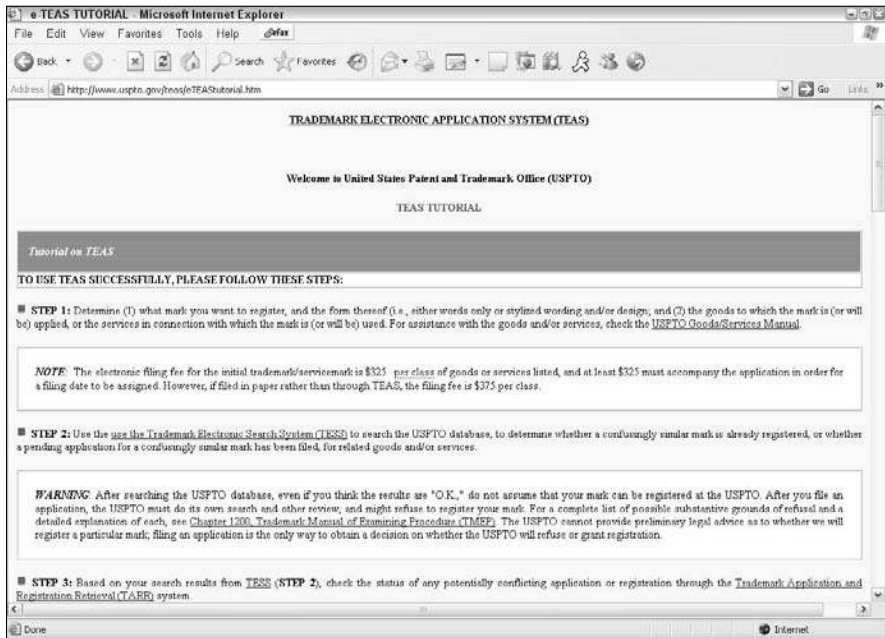 e-TEAS TUTORIAL - Microsoft Internet Explorer
File Edit View Favorites Tools Help eFax
Back Search Favorites
Address http://www.uspto.gov/teas/eTEAStutorial.htm Go Links »
TRADEMARK ELECTRONIC APPLICATION SYSTEM (TEAS)
Welcome to United States Patent and Trademark Office (USPTO)
TEAS TUTORIAL
Tutorial on TEAS
TO USE TEAS SUCCESSFULLY, PLEASE FOLLOW THESE STEPS:
STEP 1: Determine (1) what mark you want to register, and the form thereof (i.e., either words only or stylized wording and/or design; and (2) the goods to which the mark is (or will
be) applied, or the services in connection with which the mark is (or will be) used. For assistance with the goods and/or services, check the USPTO Goods/Services Manual.
NOTE: The electronic filing fee for the initial trademark/servicemark is $325 per class of goods or services listed, and at least $325 must accompany the application in order for
a filing date to be assigned. However, if filed in paper rather than through TEAS, the filing fee is $375 per class.
STEP 2: Use the use the Trademark Electronic Search System (TESS) to search the USPTO database, to determine whether a confusingly similar mark is already registered, or whether
a pending application for a confusingly similar mark has been filed, for related goods and/or services.
WARNING: After searching the USPTO database, even if you think the results are "O.K.," do not assume that your mark can be registered at the USPTO. After you file an
application, the USPTO must do its own search and other review, and might refuse to register your mark. For a complete list of possible substantive grounds of refusal and a
detailed explanation of each, see Chapter 1200, Trademark Manual of Examining Procedure (TMEP). The USPTO cannot provide preliminary legal advice as to whether we will
register a particular mark; filing an application is the only way to obtain a decision on whether the USPTO will refuse or grant registration.
STEP 3: Based on your search results from TESS (STEP 2), check the status of any potentially conflicting application or registration through the Trademark Application and
Registration Retrieval (TARR) system.
Done Internet